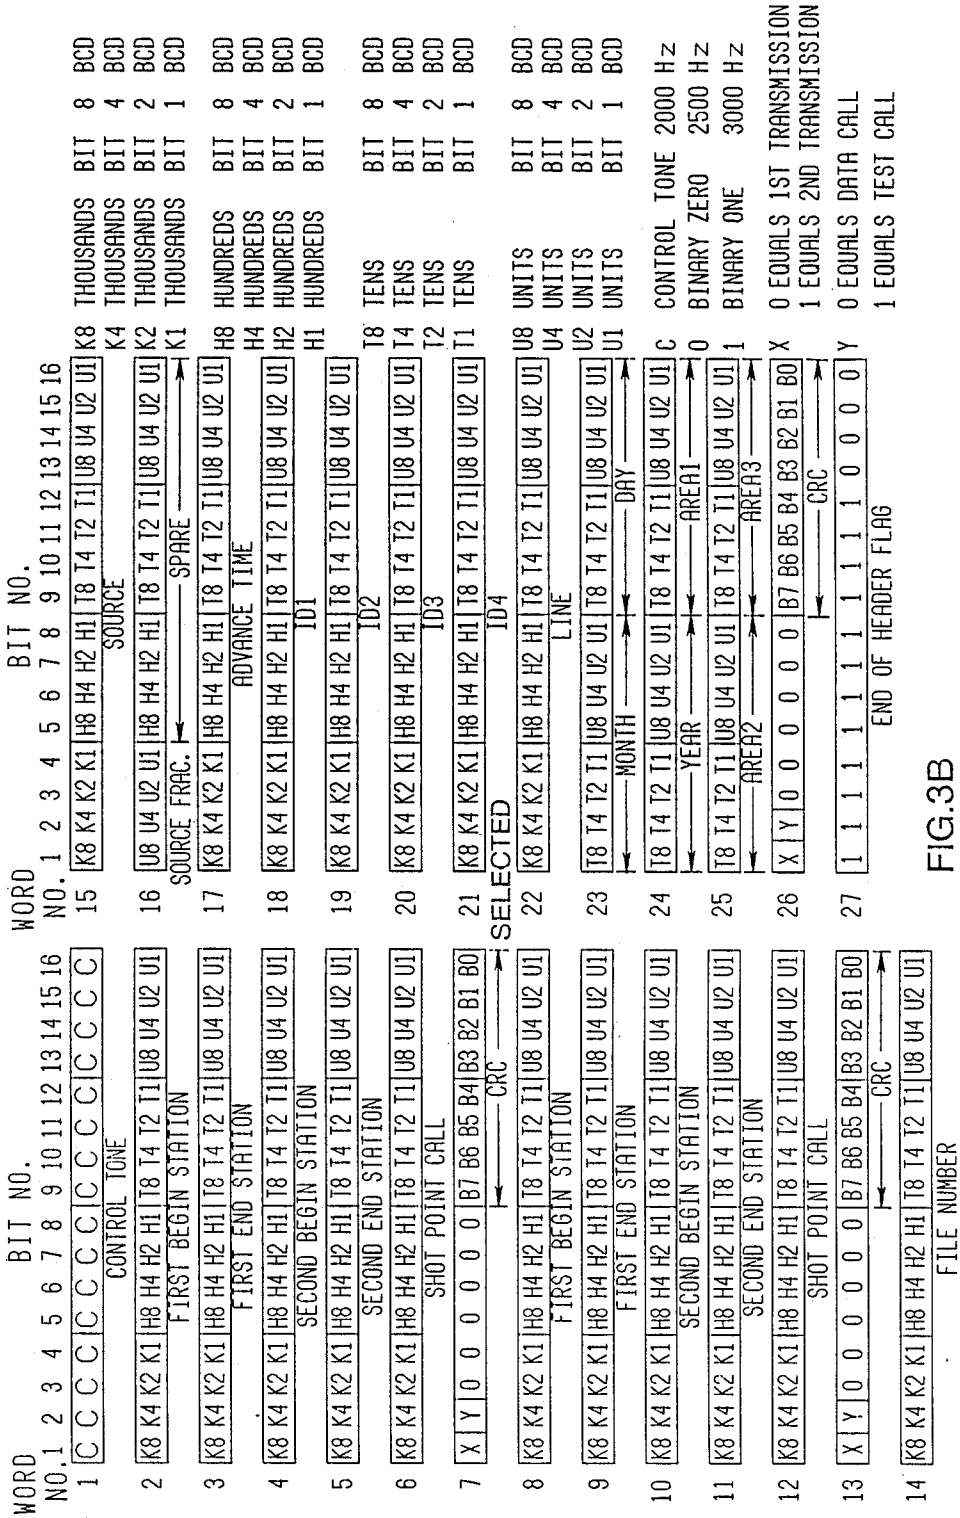 WORD BIT NO.
NO. 1 2 3 4 5 6 7 8 9 10 11 12 13 14 15 16
1 C C C C C C C C C C C C C C C C
CONTROL TONE
2 K8 K4 K2 K1 H8 H4 H2 H1 T8 T4 T2 T1 U8 U4 U2 U1
FIRST BEGIN STATION
3 K8 K4 K2 K1 H8 H4 H2 H1 T8 T4 T2 T1 U8 U4 U2 U1
FIRST END STATION
4 K8 K4 K2 K1 H8 H4 H2 H1 T8 T4 T2 T1 U8 U4 U2 U1
SECOND BEGIN STATION
5 K8 K4 K2 K1 H8 H4 H2 H1 T8 T4 T2 T1 U8 U4 U2 U1
SECOND END STATION
6 K8 K4 K2 K1 H8 H4 H2 H1 T8 T4 T2 T1 U8 U4 U2 U1
SHOT POINT CALL
7 X Y 0 0 0 0 0 0 B7 B6 B5 B4 B3 B2 B1 B0
CRC
8 K8 K4 K2 K1 H8 H4 H2 H1 T8 T4 T2 T1 U8 U4 U2 U1
FIRST BEGIN STATION
9 K8 K4 K2 K1 H8 H4 H2 H1 T8 T4 T2 T1 U8 U4 U2 U1
FIRST END STATION
10 K8 K4 K2 K1 H8 H4 H2 H1 T8 T4 T2 T1 U8 U4 U2 U1
SECOND BEGIN STATION
11 K8 K4 K2 K1 H8 H4 H2 H1 T8 T4 T2 T1 U8 U4 U2 U1
SECOND END STATION
12 K8 K4 K2 K1 H8 H4 H2 H1 T8 T4 T2 T1 U8 U4 U2 U1
SHOT POINT CALL
13 X Y 0 0 0 0 0 0 B7 B6 B5 B4 B3 B2 B1 B0
CRC
14 K8 K4 K2 K1 H8 H4 H2 H1 T8 T4 T2 T1 U8 U4 U2 U1
FILE NUMBER
WORD BIT NO.
NO. 1 2 3 4 5 6 7 8 9 10 11 12 13 14 15 16
15 K8 K4 K2 K1 H8 H4 H2 H1 T8 T4 T2 T1 U8 U4 U2 U1
SOURCE
16 U8 U4 U2 U1 H8 H4 H2 H1 T8 T4 T2 T1 U8 U4 U2 U1
SOURCE FRAC. SPARE
17 K8 K4 K2 K1 H8 H4 H2 H1 T8 T4 T2 T1 U8 U4 U2 U1
ADVANCE TIME
18 K8 K4 K2 K1 H8 H4 H2 H1 T8 T4 T2 T1 U8 U4 U2 U1
ID1
19 K8 K4 K2 K1 H8 H4 H2 H1 T8 T4 T2 T1 U8 U4 U2 U1
ID2
20 K8 K4 K2 K1 H8 H4 H2 H1 T8 T4 T2 T1 U8 U4 U2 U1
ID3
21 K8 K4 K2 K1 H8 H4 H2 H1 T8 T4 T2 T1 U8 U4 U2 U1
SELECTED ID4
22 K8 K4 K2 K1 H8 H4 H2 H1 T8 T4 T2 T1 U8 U4 U2 U1
LINE
23 T8 T4 T2 T1 U8 U4 U2 U1 T8 T4 T2 T1 U8 U4 U2 U1
MONTH DAY
24 T8 T4 T2 T1 U8 U4 U2 U1 T8 T4 T2 T1 U8 U4 U2 U1
YEAR AREA1
25 T8 T4 T2 T1 U8 U4 U2 U1 T8 T4 T2 T1 U8 U4 U2 U1
AREA2 AREA3
26 X Y 0 0 0 0 0 0 B7 B6 B5 B4 B3 B2 B1 B0
CRC
27 1 1 1 1 1 1 1 1 1 1 1 1 0 0 0 0
END OF HEADER FLAG
K8 THOUSANDS BIT 8 BCD
K4 THOUSANDS BIT 4 BCD
K2 THOUSANDS BIT 2 BCD
K1 THOUSANDS BIT 1 BCD
H8 HUNDREDS BIT 8 BCD
H4 HUNDREDS BIT 4 BCD
H2 HUNDREDS BIT 2 BCD
H1 HUNDREDS BIT 1 BCD
T8 TENS BIT 8 BCD
T4 TENS BIT 4 BCD
T2 TENS BIT 2 BCD
T1 TENS BIT 1 BCD
U8 UNITS BIT 8 BCD
U4 UNITS BIT 4 BCD
U2 UNITS BIT 2 BCD
U1 UNITS BIT 1 BCD
C CONTROL TONE 2000 Hz
0 BINARY ZERO 2500 Hz
1 BINARY ONE 3000 Hz
X 0 EQUALS 1ST TRANSMISSION
1 EQUALS 2ND TRANSMISSION
Y 0 EQUALS DATA CALL
1 EQUALS TEST CALL
FIG.3B